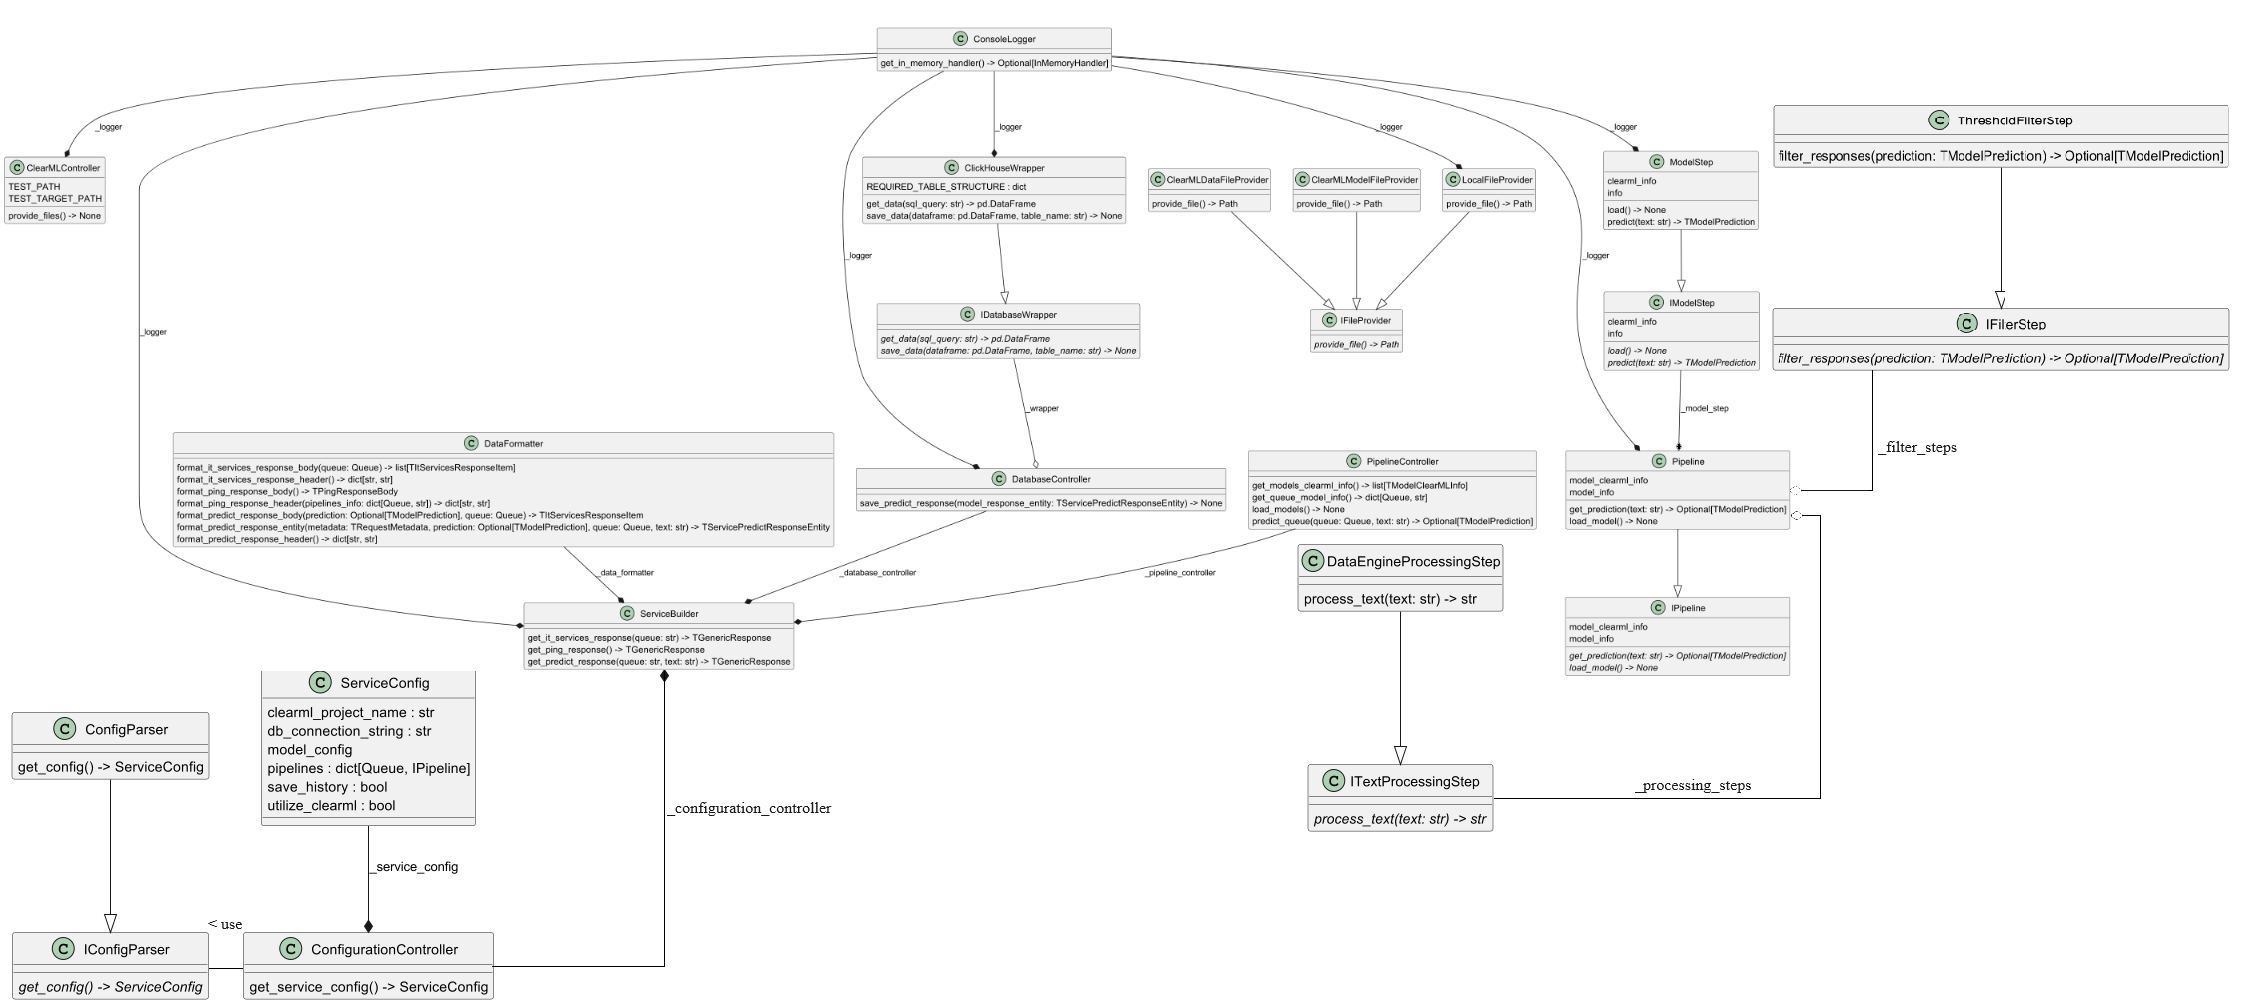 C ConsoleLogger
get_in_memory_handler() -> Optional[InMemoryHandler]
_logger
_logger
_logger
_logger
_logger
_logger
_logger
C ClearMLController
TEST_PATH
TEST_TARGET_PATH
provide_files() -> None
C ClickHouseWrapper
REQUIRED_TABLE_STRUCTURE : dict
get_data(sql_query: str) -> pd.DataFrame
save_data(dataframe: pd.DataFrame, table_name: str) -> None
C ClearMLDataFileProvider
provide_file() -> Path
C ClearMLModelFileProvider
provide_file() -> Path
C LocalFileProvider
provide_file() -> Path
C ModelStep
clearml_info
info
load() -> None
predict(text: str) -> TModelPrediction
C ThresholdFilterStep
filter_responses(prediction: TModelPrediction) -> Optional[TModelPrediction]
C IDatabaseWrapper
get_data(sql_query: str) -> pd.DataFrame
save_data(dataframe: pd.DataFrame, table_name: str) -> None
C IFileProvider
provide_file() -> Path
C IModelStep
clearml_info
info
load() -> None
predict(text: str) -> TModelPrediction
C IFilerStep
filter_responses(prediction: TModelPrediction) -> Optional[TModelPrediction]
_logger
_wrapper
_model_step
_filter_steps
C DataFormatter
format_it_services_response_body(queue: Queue) -> list[TItServicesResponseItem]
format_it_services_response_header() -> dict[str, str]
format_ping_response_body() -> TPingResponseBody
format_ping_response_header(pipelines_info: dict[Queue, str]) -> dict[str, str]
format_predict_response_body(prediction: Optional[TModelPrediction], queue: Queue) -> TItServicesResponseItem
format_predict_response_entity(metadata: TRequestMetadata, prediction: Optional[TModelPrediction], queue: Queue, text: str) -> TServicePredictResponseEntity
format_predict_response_header() -> dict[str, str]
C DatabaseController
save_predict_response(model_response_entity: TServicePredictResponseEntity) -> None
C PipelineController
get_models_clearml_info() -> list[TModelClearMLInfo]
get_queue_model_info() -> dict[Queue, str]
load_models() -> None
predict_queue(queue: Queue, text: str) -> Optional[TModelPrediction]
C Pipeline
model_clearml_info
model_info
get_prediction(text: str) -> Optional[TModelPrediction]
load_model() -> None
_data_formatter
_database_controller
_pipeline_controller
C DataEngineProcessingStep
process_text(text: str) -> str
C ServiceBuilder
get_it_services_response(queue: str) -> TGenericResponse
get_ping_response() -> TGenericResponse
get_predict_response(queue: str, text: str) -> TGenericResponse
C IPipeline
model_clearml_info
model_info
get_prediction(text: str) -> Optional[TModelPrediction]
load_model() -> None
C ServiceConfig
clearml_project_name : str
db_connection_string : str
model_config
pipelines : dict[Queue, IPipeline]
save_history : bool
utilize_clearml : bool
C ConfigParser
get_config() -> ServiceConfig
_configuration_controller
C ITextProcessingStep
process_text(text: str) -> str
_processing_steps
_service_config
< use
C IConfigParser
get_config() -> ServiceConfig
C ConfigurationController
get_service_config() -> ServiceConfig